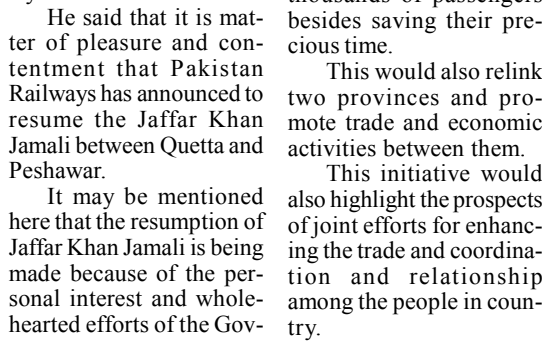 He said that it is mat-
ter of pleasure and con-
tentment that Pakistan
Railways has announced to
resume the Jaffar Khan
Jamali between Quetta and
Peshawar.
It may be mentioned
here that the resumption of
Jaffar Khan Jamali is being
made because of the per-
sonal interest and whole-
hearted efforts of the Gov-
thousands of passengers
besides saving their pre-
cious time.
This would also relink
two provinces and pro-
mote trade and economic
activities between them.
This initiative would
also highlight the prospects
of joint efforts for enhanc-
ing the trade and coordina-
tion and relationship
among the people in coun-
try.